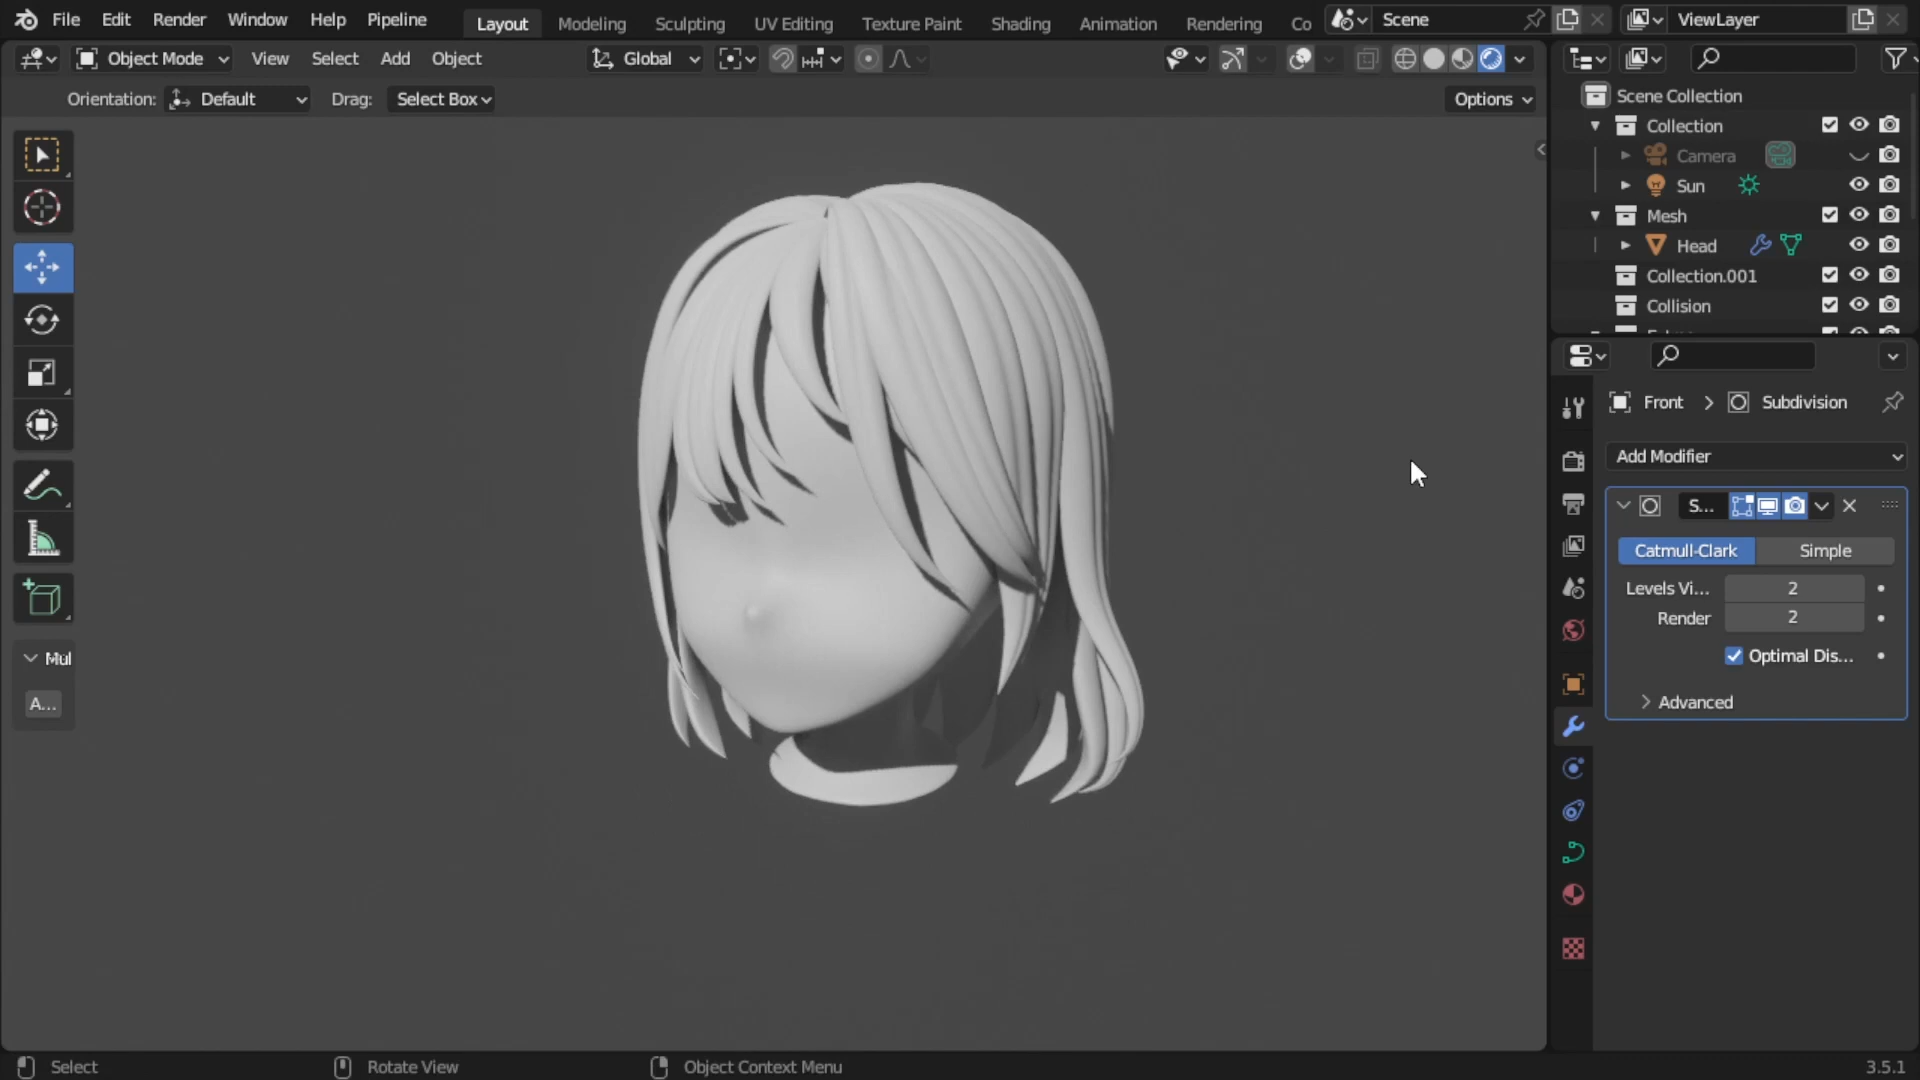 File Edit Render Window Help Pipeline Layout Modeling Sculpting UV Editing Texture Paint Shading Animation Rendering Co Scene ViewLayer
Object Mode View Select Add Object Global
Orientation: Default Drag: Select Box Options
Scene Collection
Collection
Camera
Sun
Mesh
Head
Collection.001
Collision
Front > Subdivision
Add Modifier
S...
Catmull-Clark Simple
Levels Vi... 2
Render 2
Optimal Dis...
Advanced
Mul
A...
Select Rotate View Object Context Menu 3.5.1